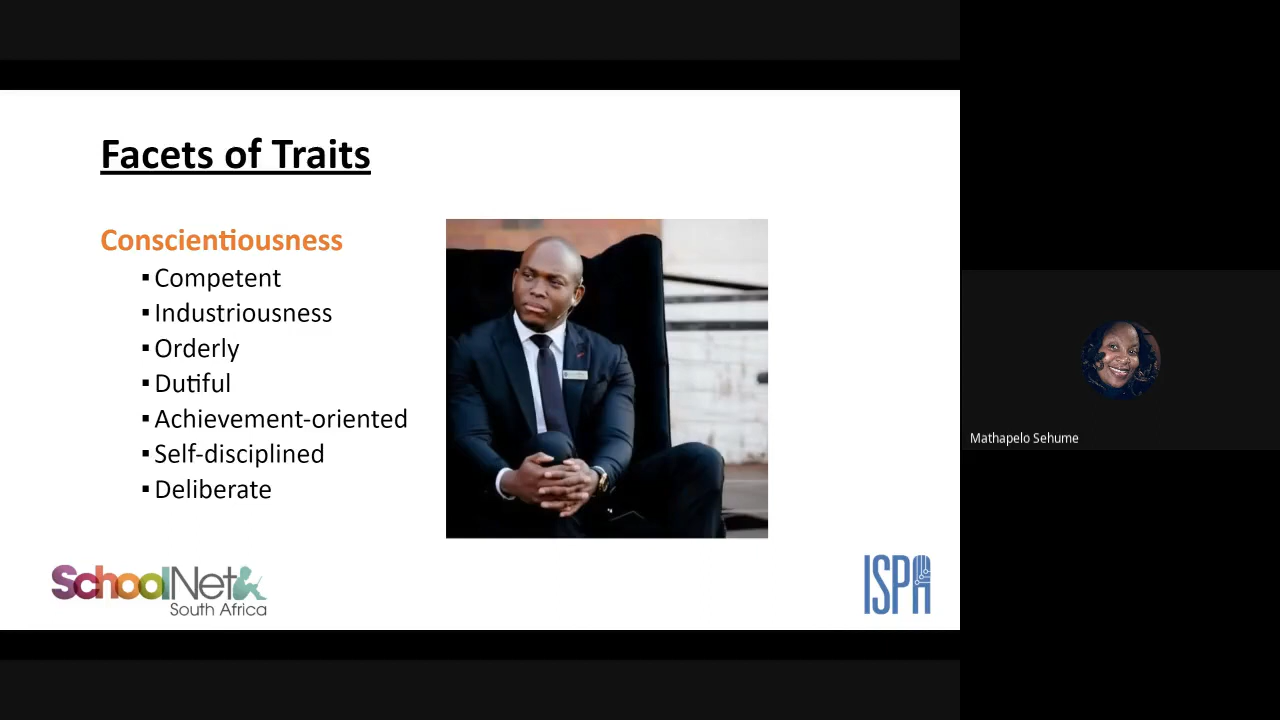 Facets of Traits
Conscientiousness
▪ Competent
▪ Industriousness
▪ Orderly
▪ Dutiful
▪ Achievement-oriented
▪ Self-disciplined
▪ Deliberate
SchoolNet
South Africa
ISPA
Mathapelo Sehume